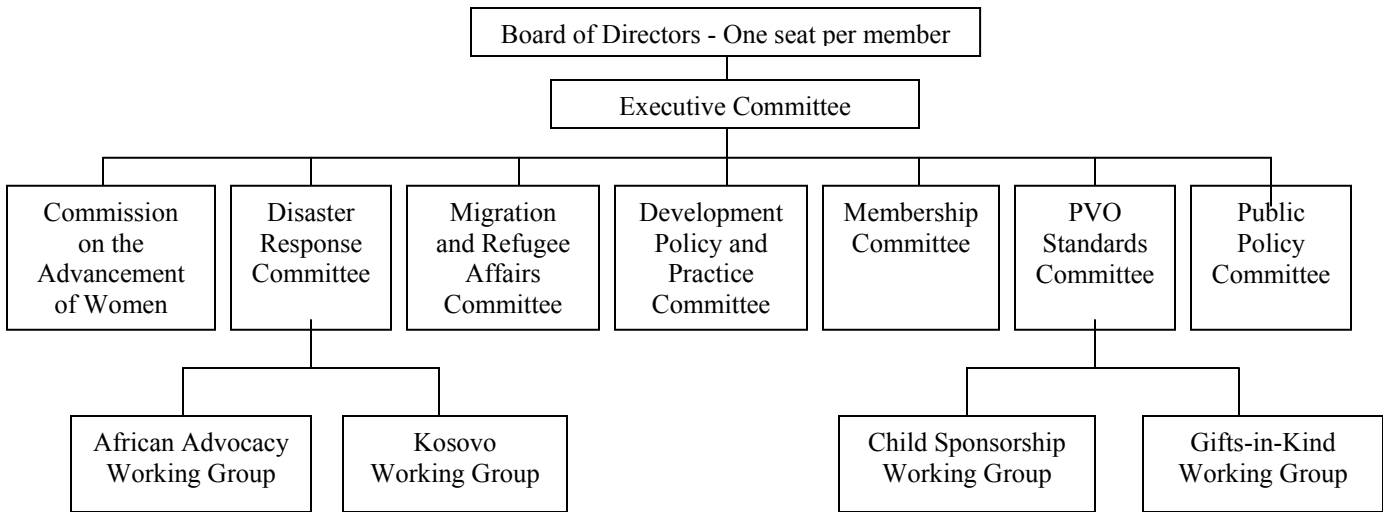 Board of Directors - One seat per member
Executive Committee
Commission
on the
Advancement
of Women
Disaster
Response
Committee
Migration
and Refugee
Affairs
Committee
Development
Policy and
Practice
Committee
Membership
Committee
PVO
Standards
Committee
Public
Policy
Committee
African Advocacy
Working Group
Kosovo
Working Group
Child Sponsorship
Working Group
Gifts-in-Kind
Working Group